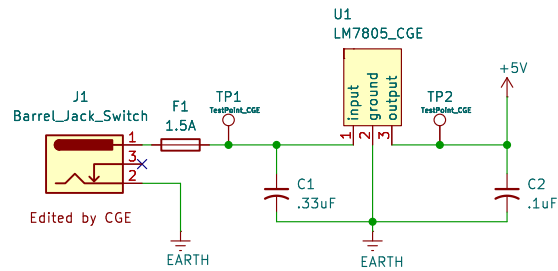 U1
LM7805_CGE
input
ground
output
1
2
3
J1
Barrel_Jack_Switch
1
3
2
Edited by CGE
F1
1.5A
TP1
TestPoint_CGE
TP2
TestPoint_CGE
+5V
C1
.33uF
C2
.1uF
EARTH
EARTH